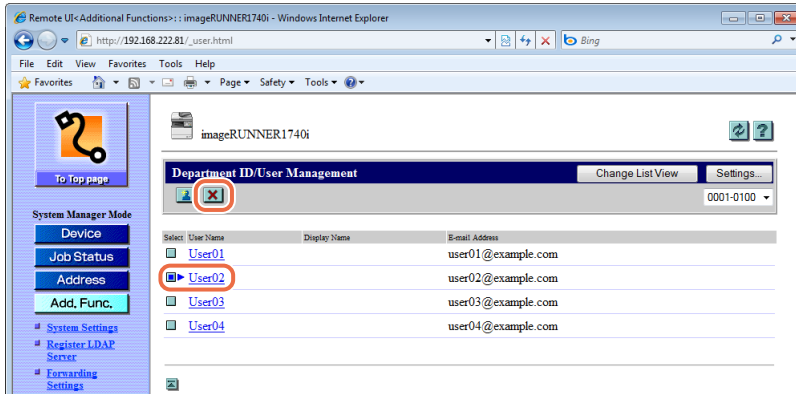 Remote UI<Additional Functions>: : imageRUNNER1740i - Windows Internet Explorer
http://192.168.222.81/_user.html
Bing
File Edit View Favorites Tools Help
Favorites Page Safety Tools
imageRUNNER1740i
To Top page
Department ID/User Management Change List View Settings...
0001-0100
System Manager Mode
Device
Job Status
Address
Add. Func.
System Settings
Register LDAP
Server
Forwarding
Settings
Select User Name Display Name E-mail Address
User01 user01@example.com
User02 user02@example.com
User03 user03@example.com
User04 user04@example.com